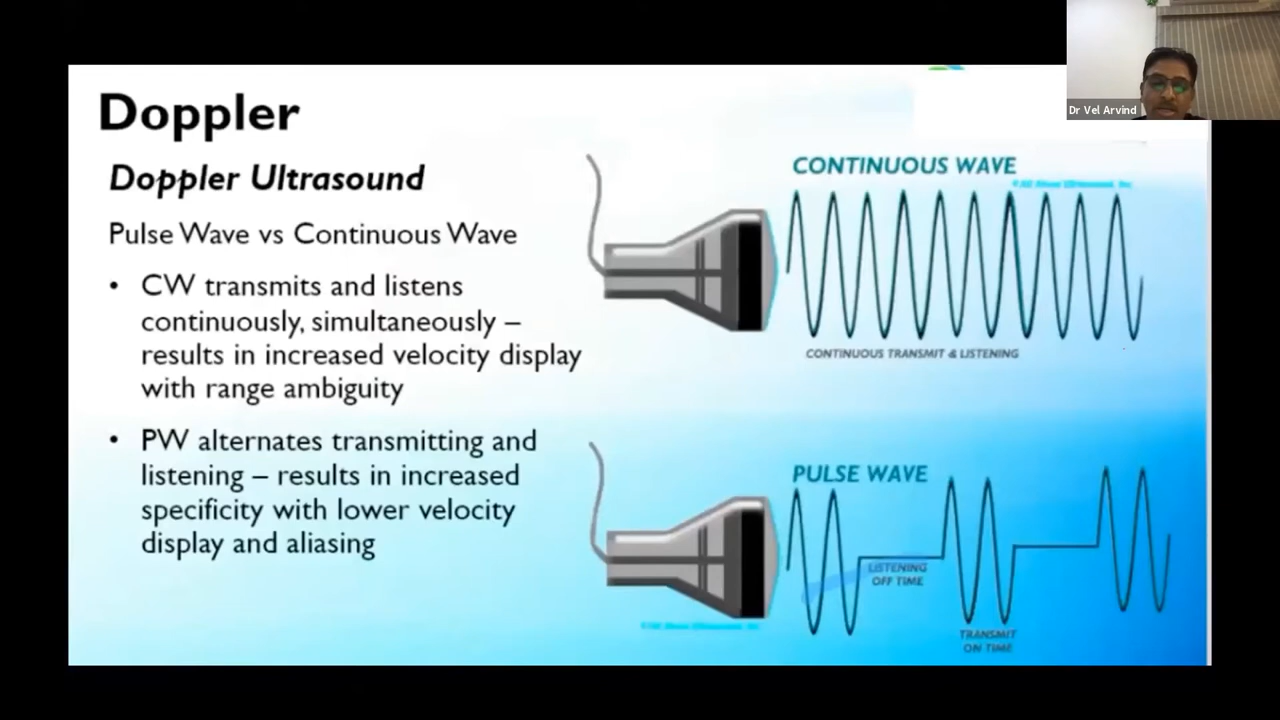 Dr Vel Arvind
Doppler
Doppler Ultrasound
Pulse Wave vs Continuous Wave
• CW transmits and listens
continuously, simultaneously –
results in increased velocity display
with range ambiguity
• PW alternates transmitting and
listening – results in increased
specificity with lower velocity
display and aliasing
CONTINUOUS WAVE
CONTINUOUS TRANSMIT & LISTENING
PULSE WAVE
LISTENING
OFF TIME
TRANSMIT
ON TIME